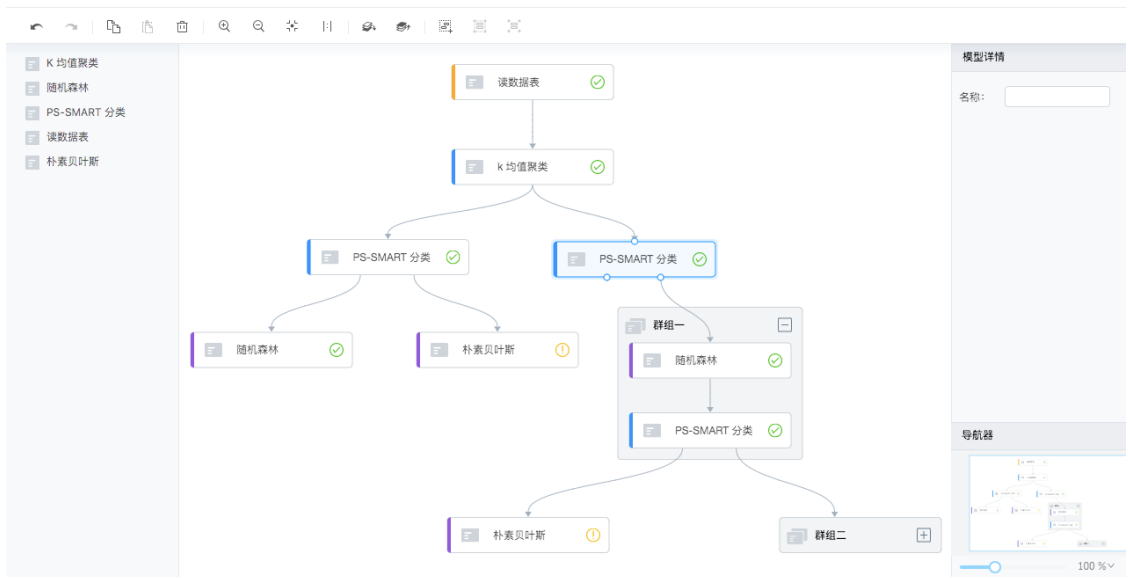 K 均值聚类
随机森林
PS-SMART 分类
读数据表
朴素贝叶斯
读数据表
k 均值聚类
PS-SMART 分类
PS-SMART 分类
随机森林
朴素贝叶斯
群组一
随机森林
PS-SMART 分类
朴素贝叶斯
群组二
模型详情
名称:
导航器
100 %